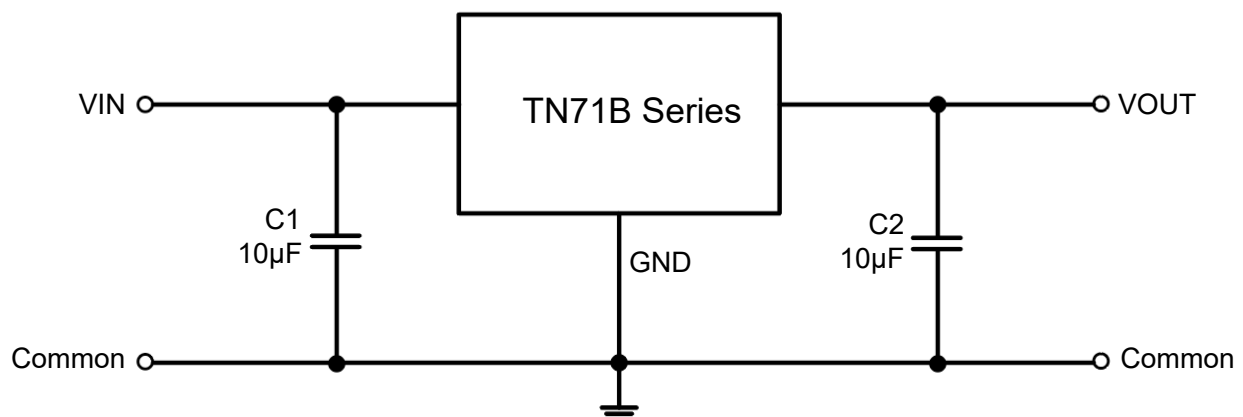 VIN
TN71B Series
VOUT
C1
10µF
C2
10µF
GND
Common
Common